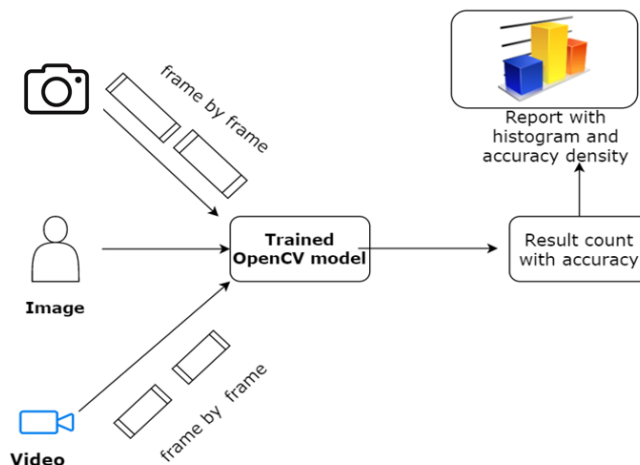 frame by frame
Report with
histogram and
accuracy density
Trained
OpenCV model
Result count
with accuracy
Image
frame by frame
Video